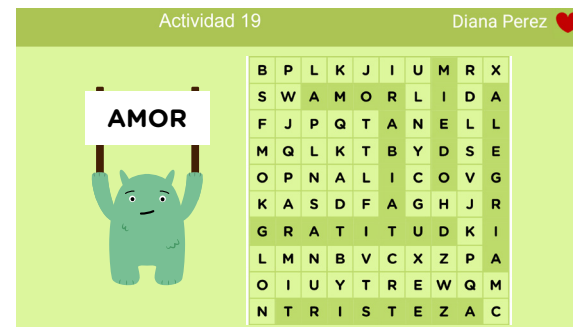 Actividad 19 Diana Perez
AMOR
B P L K J I U M R X
S W A M O R L I D A
F J P Q T A N E L L
M Q L K T B Y D S E
O P N A L I C O V G
K A S D F A G H J R
G R A T I T U D K I
L M N B V C X Z P A
O I U Y T R E W Q M
N T R I S T E Z A C